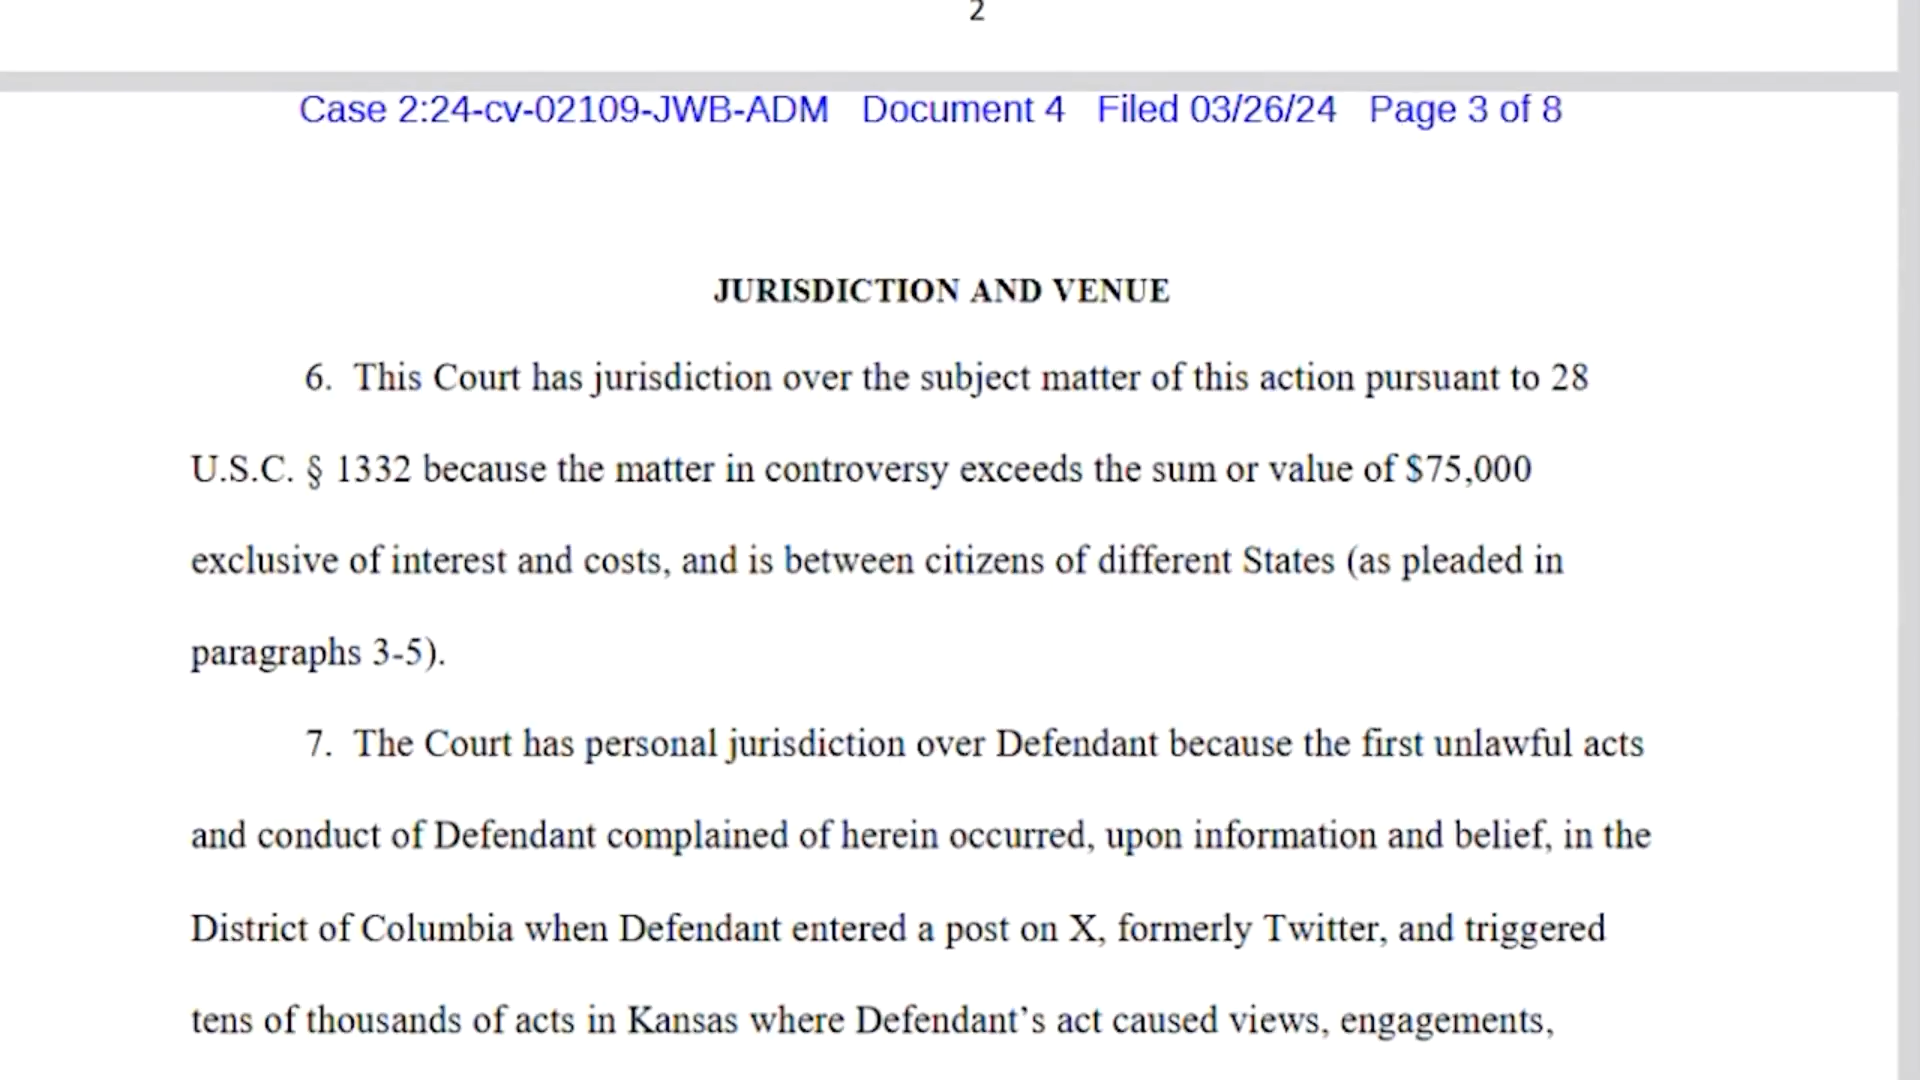 2
Case 2:24-cv-02109-JWB-ADM Document 4 Filed 03/26/24 Page 3 of 8
JURISDICTION AND VENUE
6. This Court has jurisdiction over the subject matter of this action pursuant to 28
U.S.C. § 1332 because the matter in controversy exceeds the sum or value of $75,000
exclusive of interest and costs, and is between citizens of different States (as pleaded in
paragraphs 3-5).
7. The Court has personal jurisdiction over Defendant because the first unlawful acts
and conduct of Defendant complained of herein occurred, upon information and belief, in the
District of Columbia when Defendant entered a post on X, formerly Twitter, and triggered
tens of thousands of acts in Kansas where Defendant’s act caused views, engagements,